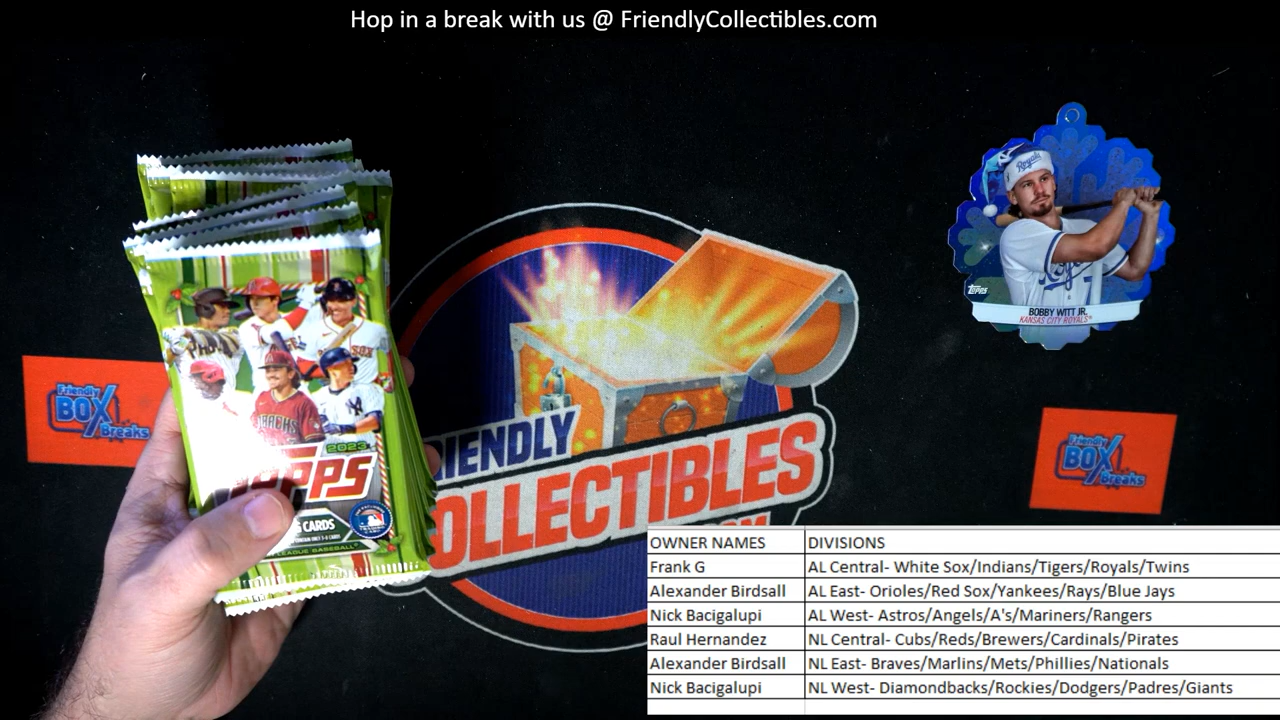 Hop in a break with us @ FriendlyCollectibles.com
Royals
TOPPS
BOBBY WITT JR.
KANSAS CITY ROYALS
2023
TOPPS
CARDS
LEAGUE BASEBALL
Friendly
BOX
Breaks
FRIENDLY
COLLECTIBLES
Friendly
BOX
Breaks
OWNER NAMES DIVISIONS
Frank G AL Central- White Sox/Indians/Tigers/Royals/Twins
Alexander Birdsall AL East- Orioles/Red Sox/Yankees/Rays/Blue Jays
Nick Bacigalupi AL West- Astros/Angels/A's/Mariners/Rangers
Raul Hernandez NL Central- Cubs/Reds/Brewers/Cardinals/Pirates
Alexander Birdsall NL East- Braves/Marlins/Mets/Phillies/Nationals
Nick Bacigalupi NL West- Diamondbacks/Rockies/Dodgers/Padres/Giants